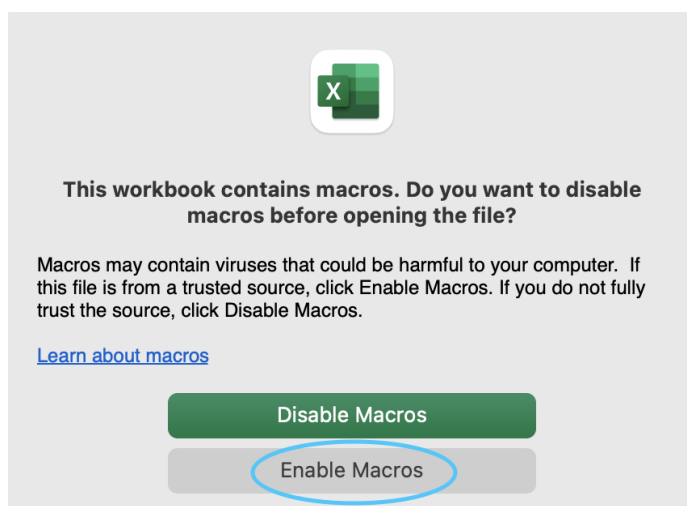 X
This workbook contains macros. Do you want to disable
macros before opening the file?
Macros may contain viruses that could be harmful to your computer.  If
this file is from a trusted source, click Enable Macros. If you do not fully
trust the source, click Disable Macros.
Learn about macros
Disable Macros
Enable Macros